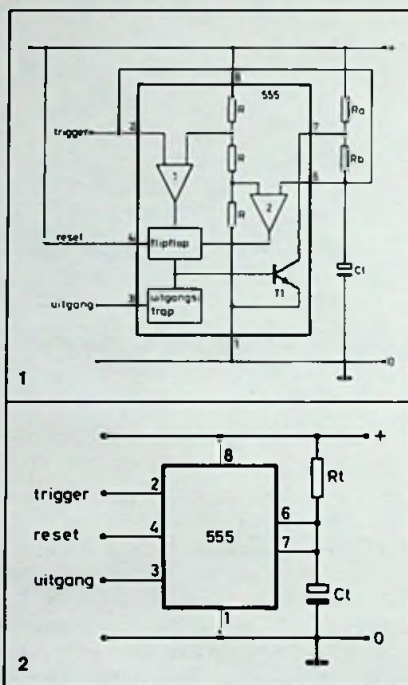 +
8
555
R
Ra
trigger
2
7
R
Rb
6
1
2
R
reset
4
flipflop
T1
Ct
uitgang
3
uitgangs
trap
1
0
1
+
8
Rt
trigger
2
6
reset
4
555
7
uitgang
3
Ct
1
0
2